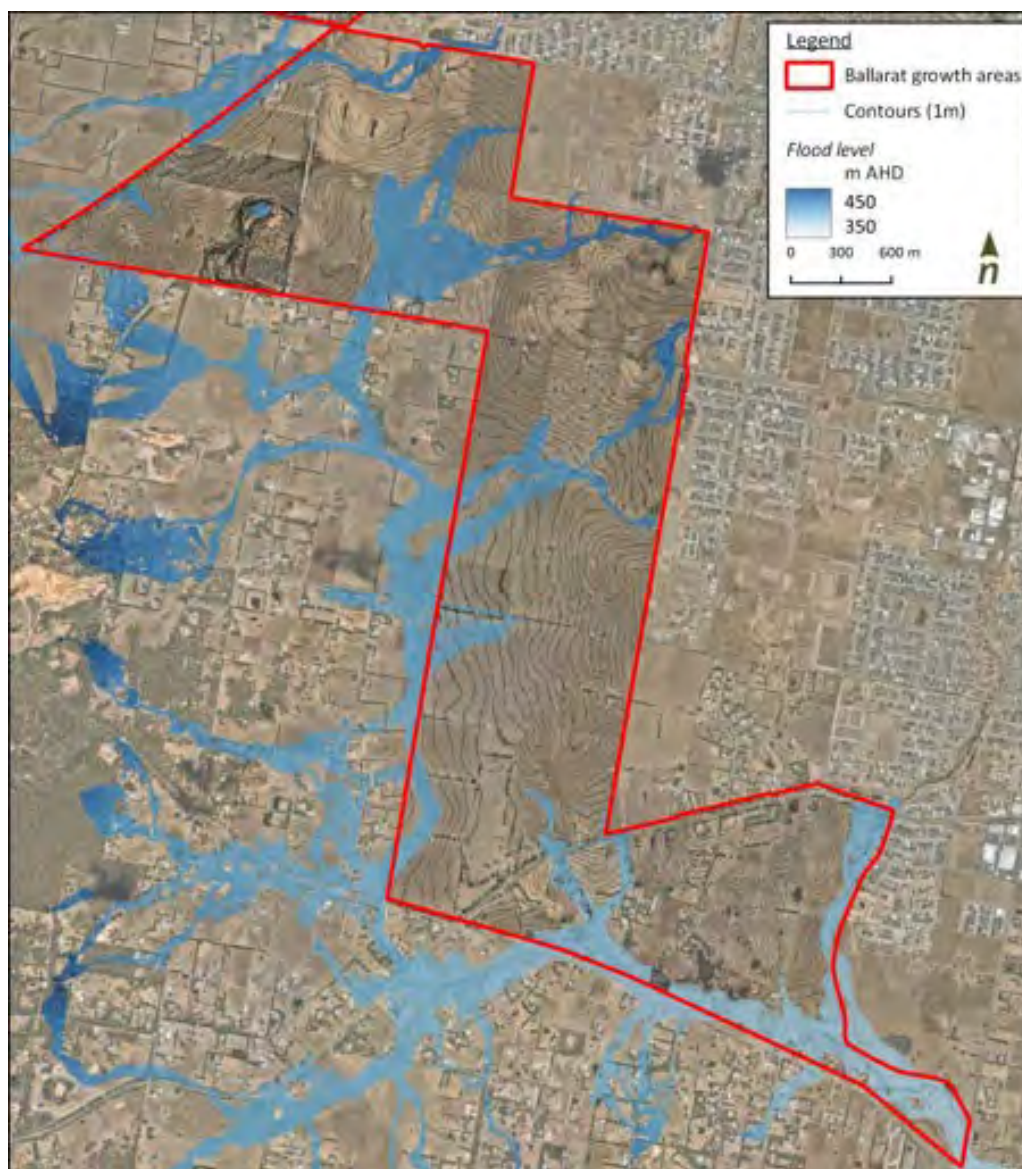 Legend
Ballarat growth areas
Contours (1m)
Flood level
m AHD
450
350
0 300 600 m
n